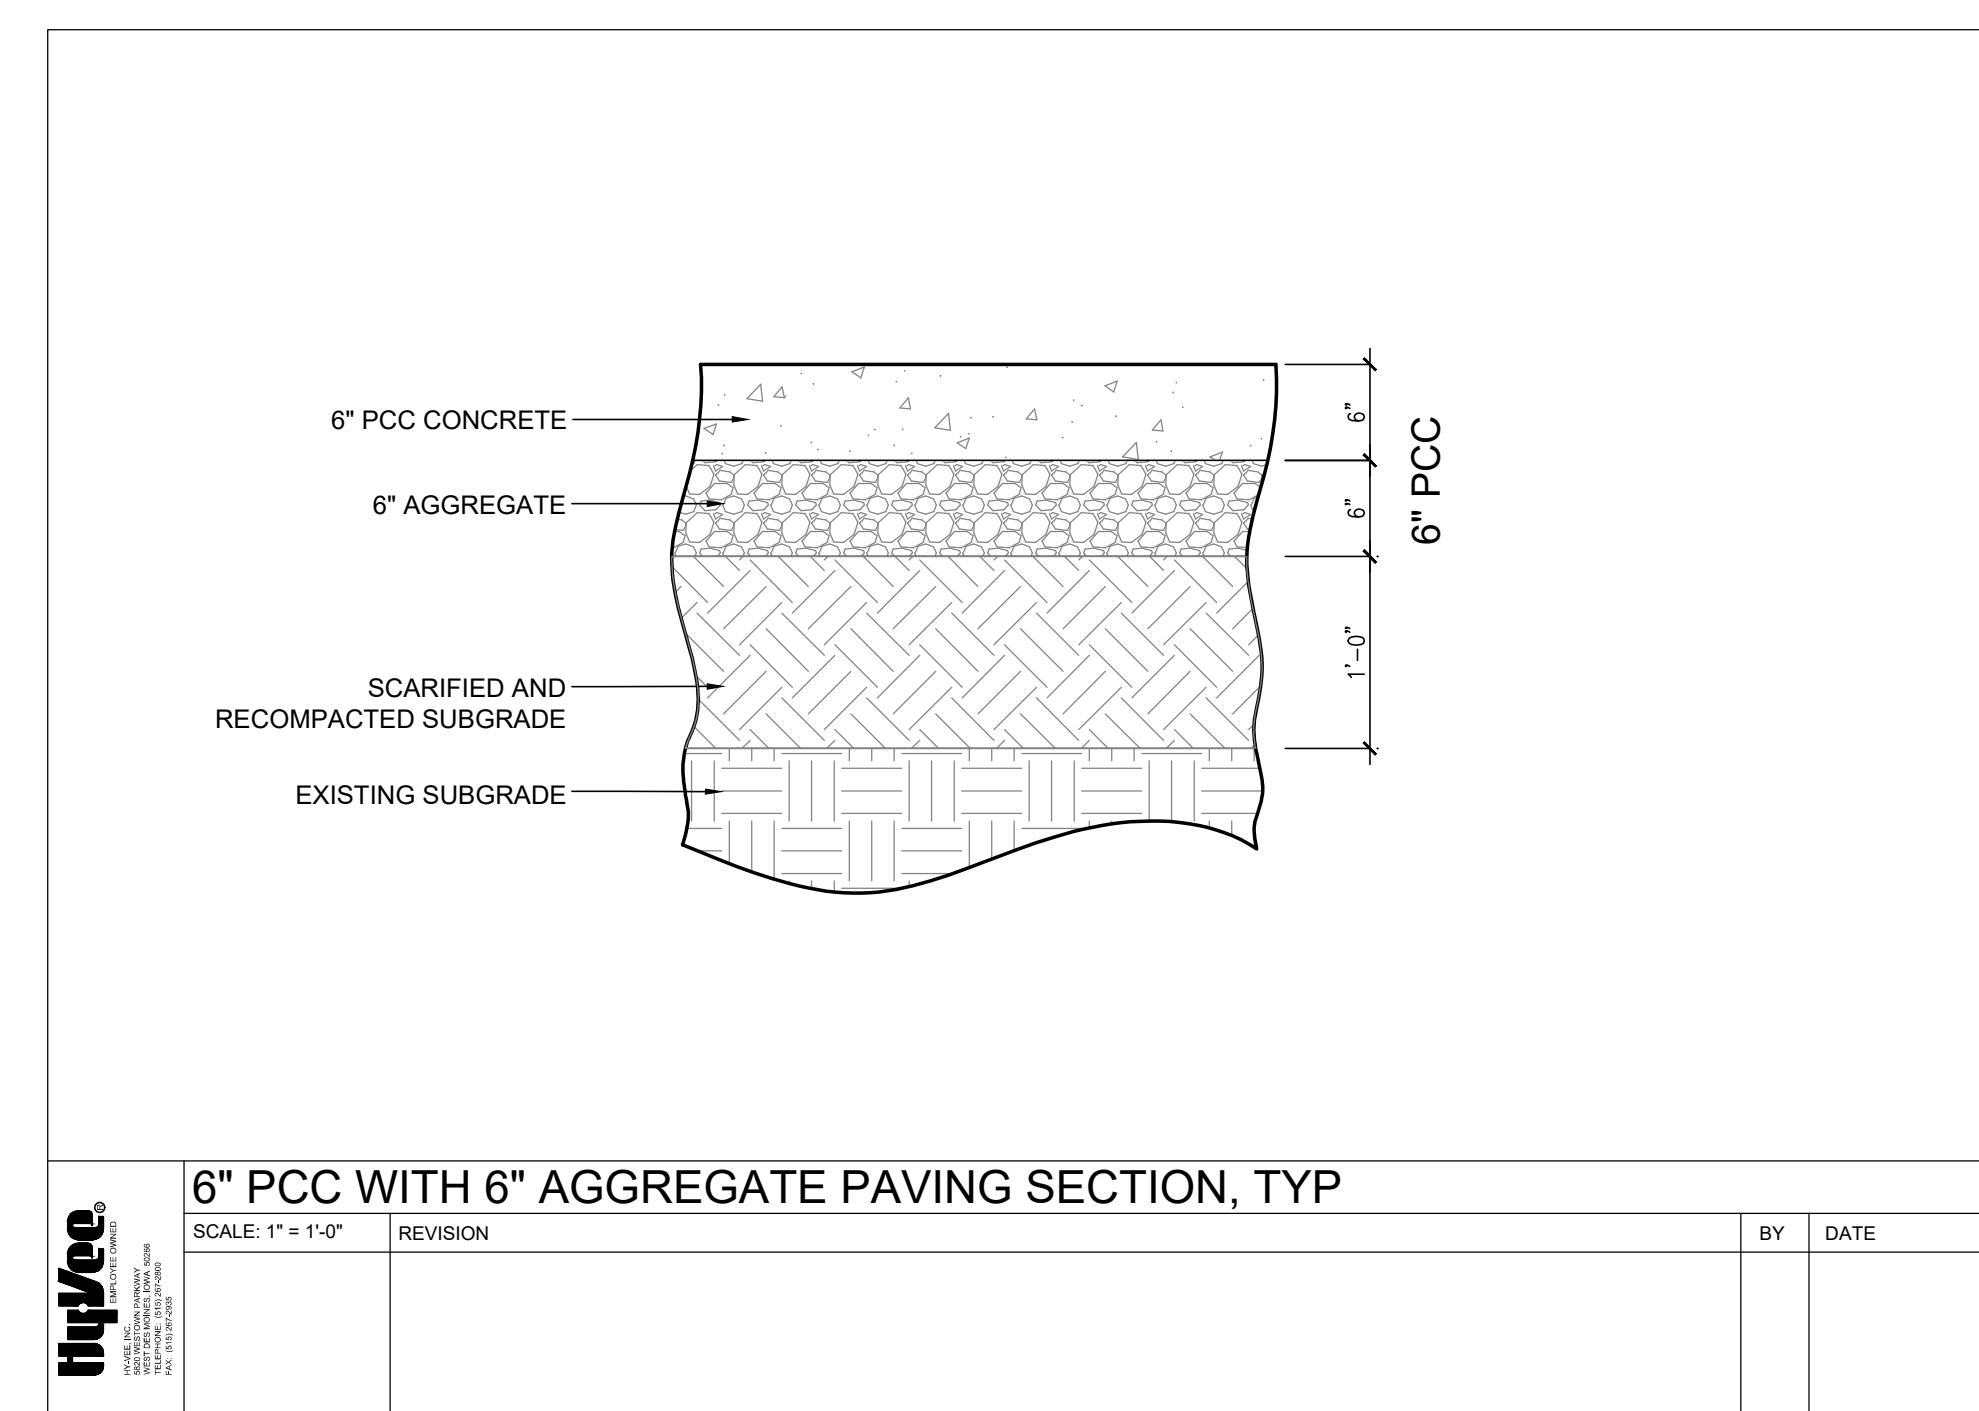 6" PCC CONCRETE
6" AGGREGATE
SCARIFIED AND
RECOMPACTED SUBGRADE
EXISTING SUBGRADE
6"
6"
1'-0"
6" PCC
6" PCC WITH 6" AGGREGATE PAVING SECTION, TYP
SCALE: 1" = 1'-0"
REVISION
BY
DATE
HyVee®
EMPLOYEE OWNED
HY-VEE, INC.
5820 WESTOWN PARKWAY
WEST DES MOINES, IOWA 50266
TELEPHONE: (515) 267-2800
FAX: (515) 267-2935